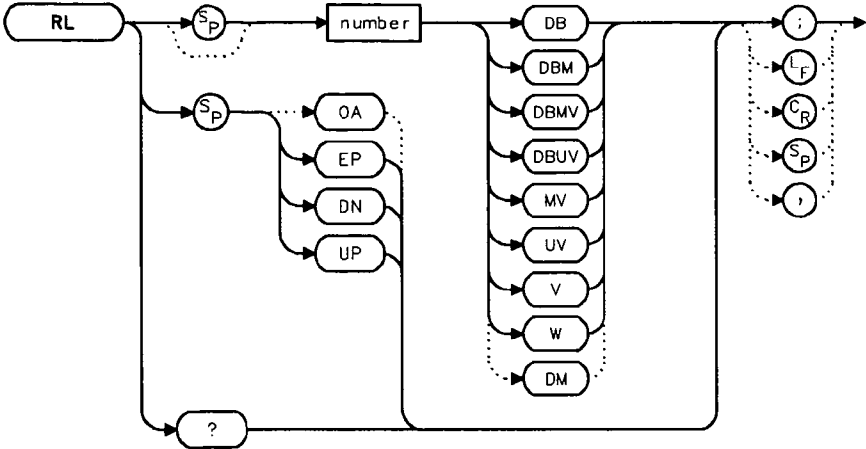 RL
SP
number
DB
;
DBM
LF
DBMV
CR
SP
OA
DBUV
SP
EP
MV
,
DN
UV
UP
V
W
DM
?